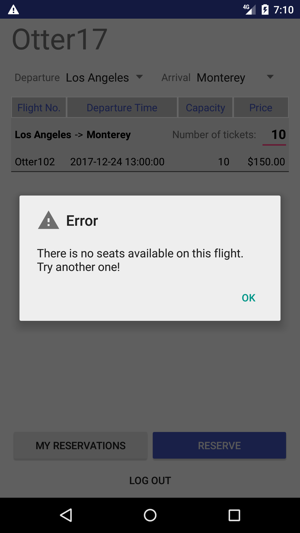 4G 7:10
Otter17
Departure Los Angeles Arrival Monterey
Flight No. Departure Time Capacity Price
Los Angeles -> Monterey Number of tickets: 10
Otter102 2017-12-24 13:00:00 10 $150.00
Error
There is no seats available on this flight.
Try another one!
OK
MY RESERVATIONS RESERVE
LOG OUT